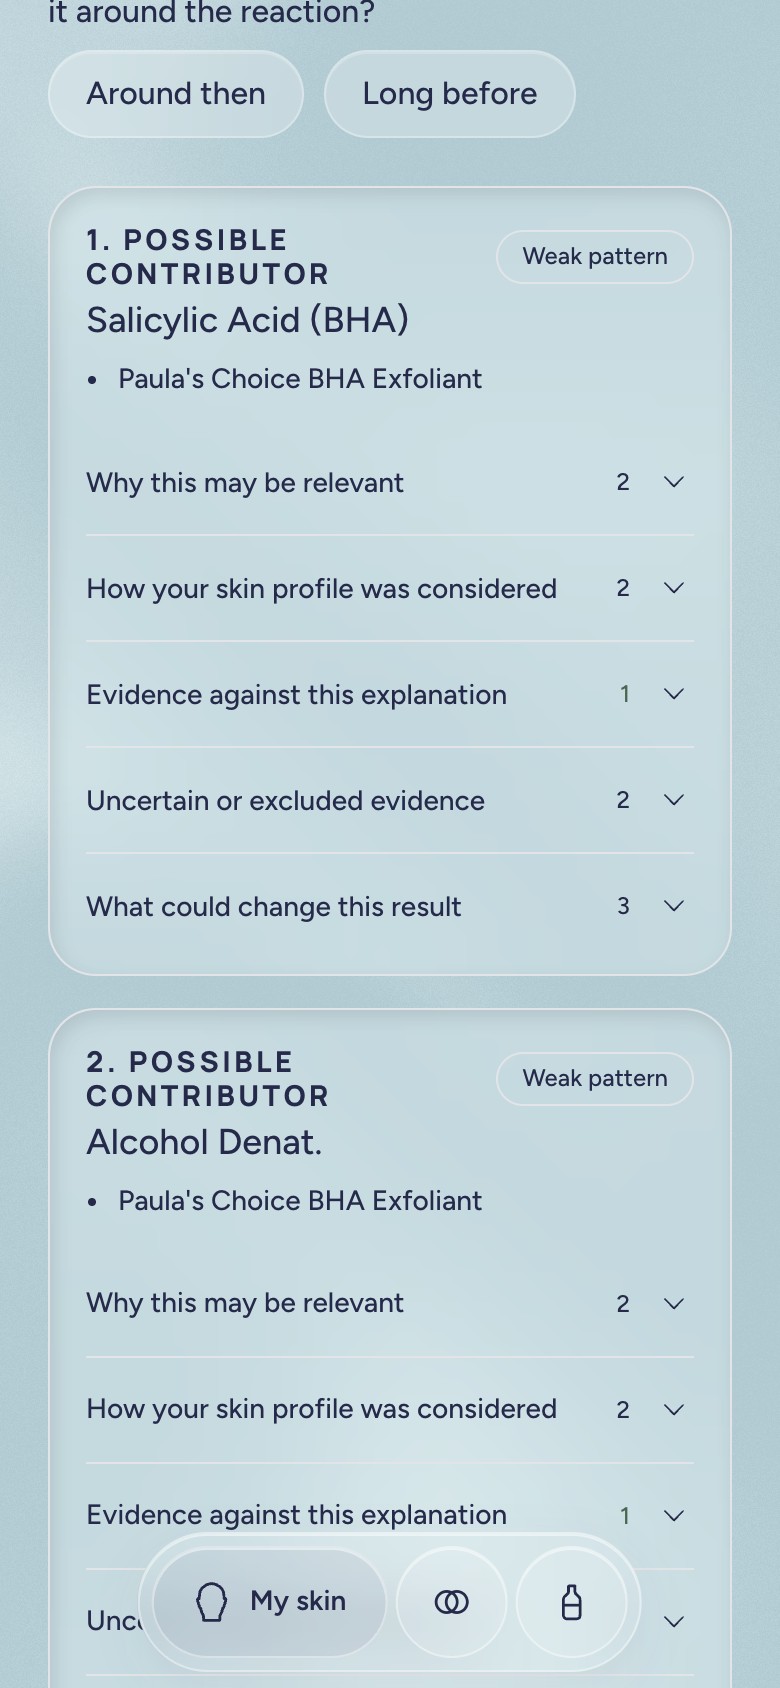 it around the reaction?
Around then
Long before
1. POSSIBLE
CONTRIBUTOR
Weak pattern
Salicylic Acid (BHA)
• Paula's Choice BHA Exfoliant
Why this may be relevant 2
How your skin profile was considered 2
Evidence against this explanation 1
Uncertain or excluded evidence 2
What could change this result 3
2. POSSIBLE
CONTRIBUTOR
Weak pattern
Alcohol Denat.
• Paula's Choice BHA Exfoliant
Why this may be relevant 2
How your skin profile was considered 2
Evidence against this explanation 1
My skin